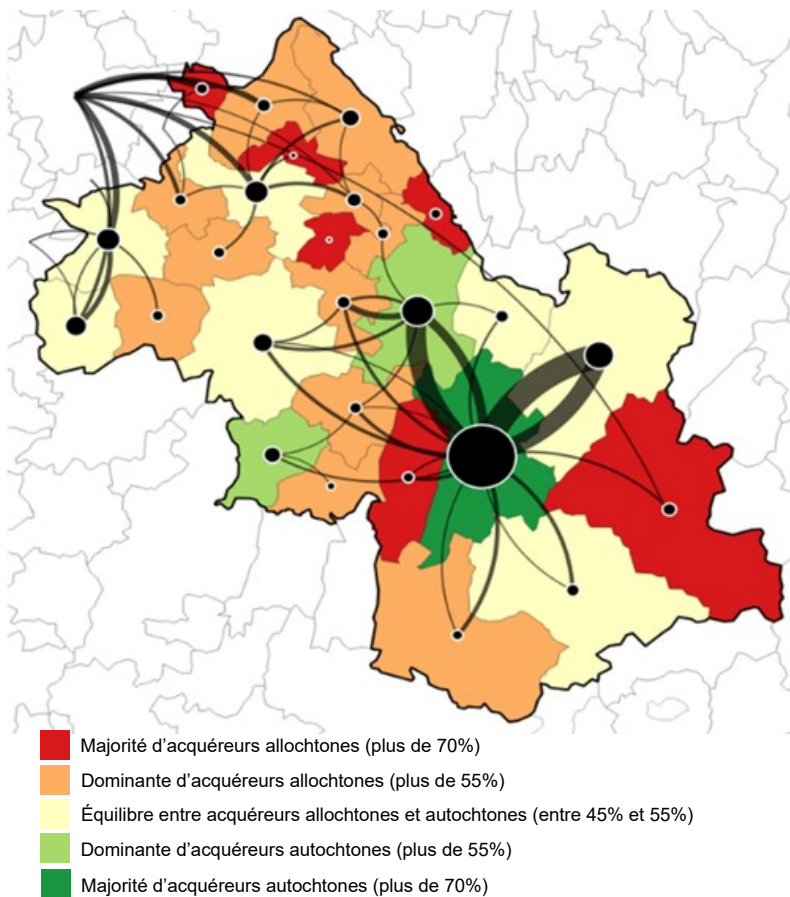 Majorité d’acquéreurs allochtones (plus de 70%)
Dominante d’acquéreurs allochtones (plus de 55%)
Équilibre entre acquéreurs allochtones et autochtones (entre 45% et 55%)
Dominante d’acquéreurs autochtones (plus de 55%)
Majorité d’acquéreurs autochtones (plus de 70%)